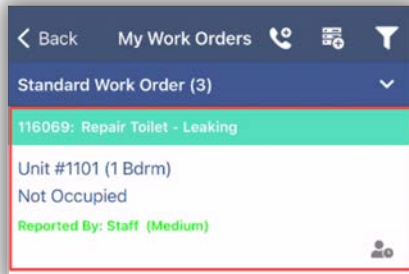 Back My Work Orders
Standard Work Order (3)
116069: Repair Toilet - Leaking
Unit #1101 (1 Bdrm)
Not Occupied
Reported By: Staff (Medium)